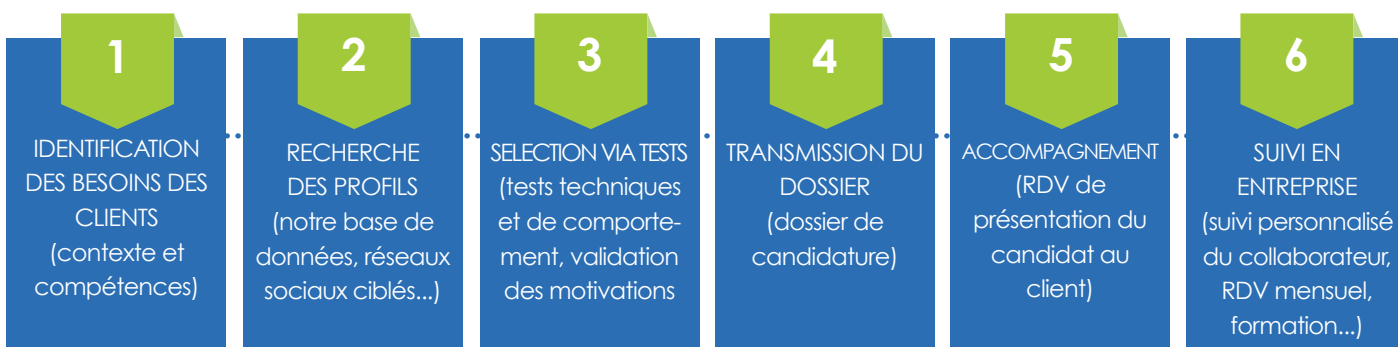 1
IDENTIFICATION
DES BESOINS DES
CLIENTS
(contexte et
compétences)
2
RECHERCHE
DES PROFILS
(notre base de
données, réseaux
sociaux ciblés...)
3
SELECTION VIA TESTS
(tests techniques
et de comporte-
ment, validation
des motivations
4
TRANSMISSION DU
DOSSIER
(dossier de
candidature)
5
ACCOMPAGNEMENT
(RDV de
présentation du
candidat au
client)
6
SUIVI EN
ENTREPRISE
(suivi personnalisé
du collaborateur,
RDV mensuel,
formation...)